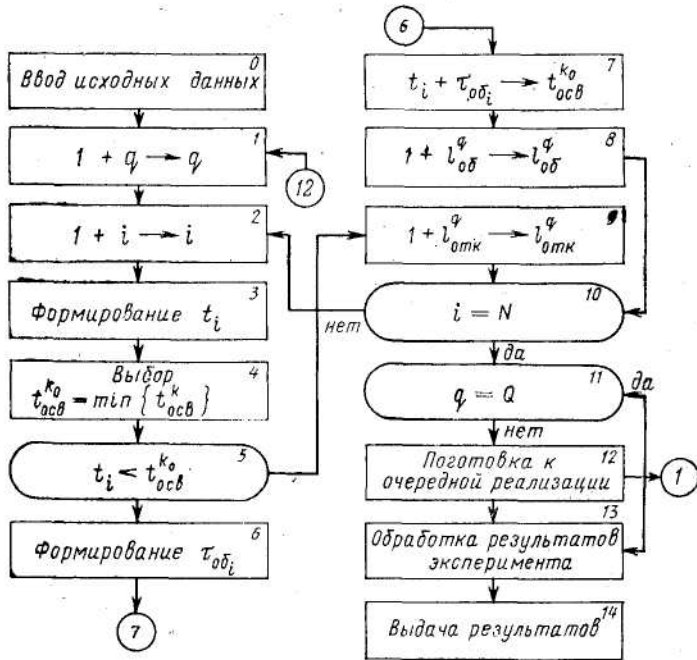 0
Ввод исходных данных
1
1 + q → q
12
2
1 + i → i
3
Формирование t_i
4
Выбор
t_осв^k₀ = min {t_осв^k}
5
t_i < t_осв^k₀
6
Формирование τ_об_i
7
6
7
t_i + τ_об_i → t_осв^k₀
8
1 + l_об^q → l_об^q
9
1 + l_отк^q → l_отк^q
10
i = N
нет
да
11
q = Q
да
нет
12
Поготовка к
очередной реализации
1
13
Обработка результатов
эксперимента
14
Выдача результатов